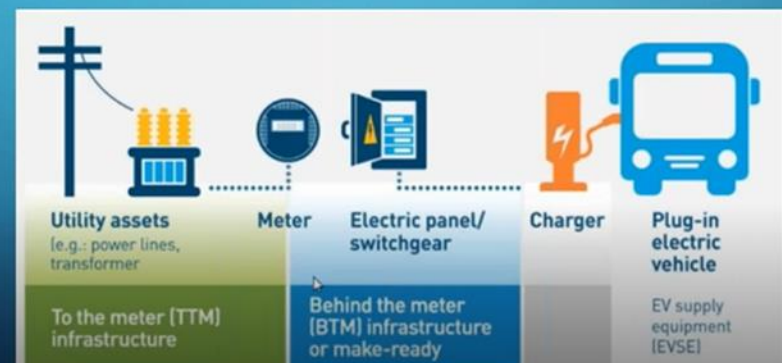 Utility assets
(e.g.: power lines,
transformer
Meter
Electric panel/
switchgear
Charger
Plug-in
electric
vehicle
To the meter (TTM)
infrastructure
Behind the meter
(BTM) infrastructure
or make-ready
EV supply
equipment
(EVSE)